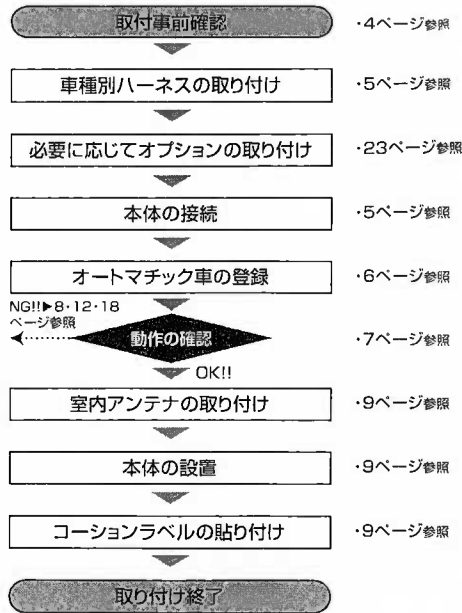 取付事前確認 ・4ページ参照
車種別ハーネスの取り付け ・5ページ参照
必要に応じてオプションの取り付け ・23ページ参照
本体の接続 ・5ページ参照
オートマチック車の登録 ・6ページ参照
NG!!▶8・12・18
ページ参照
動作の確認 ・7ページ参照
OK!!
室内アンテナの取り付け ・9ページ参照
本体の設置 ・9ページ参照
コーションラベルの貼り付け ・9ページ参照
取り付け終了